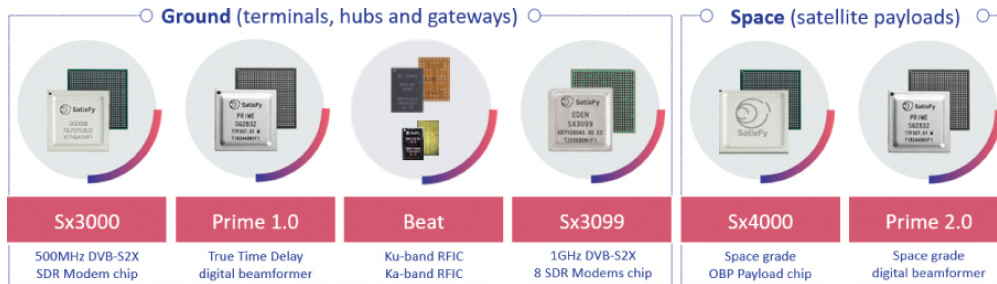 Ground (terminals, hubs and gateways)
Space (satellite payloads)
SatixFy
SatixFy
PRIME
SQ2832
SatixFy
EDEN
SX3099
SatixFy
SatixFy
PRIME
SQ2832
Sx3000
Prime 1.0
Beat
Sx3099
Sx4000
Prime 2.0
500MHz DVB-S2X
SDR Modem chip
True Time Delay
digital beamformer
Ku-band RFIC
Ka-band RFIC
1GHz DVB-S2X
8 SDR Modems chip
Space grade
OBP Payload chip
Space grade
digital beamformer